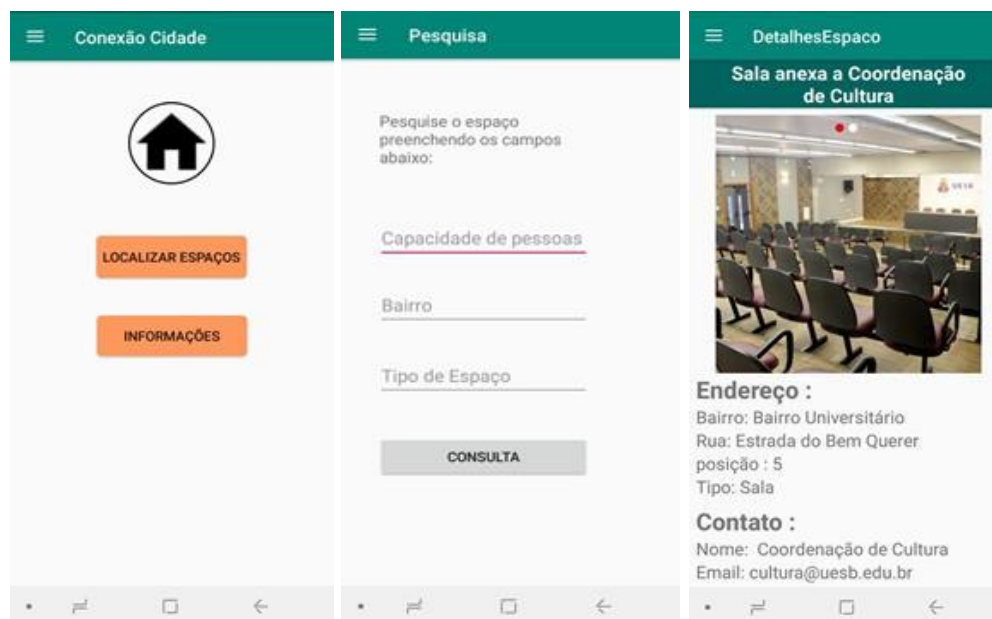 Conexão Cidade
LOCALIZAR ESPAÇOS
INFORMAÇÕES
Pesquisa
Pesquise o espaço
preenchendo os campos
abaixo:
Capacidade de pessoas
Bairro
Tipo de Espaço
CONSULTA
DetalhesEspaco
Sala anexa a Coordenação
de Cultura
UESB
Endereço :
Bairro: Bairro Universitário
Rua: Estrada do Bem Querer
posição : 5
Tipo: Sala
Contato :
Nome: Coordenação de Cultura
Email: cultura@uesb.edu.br